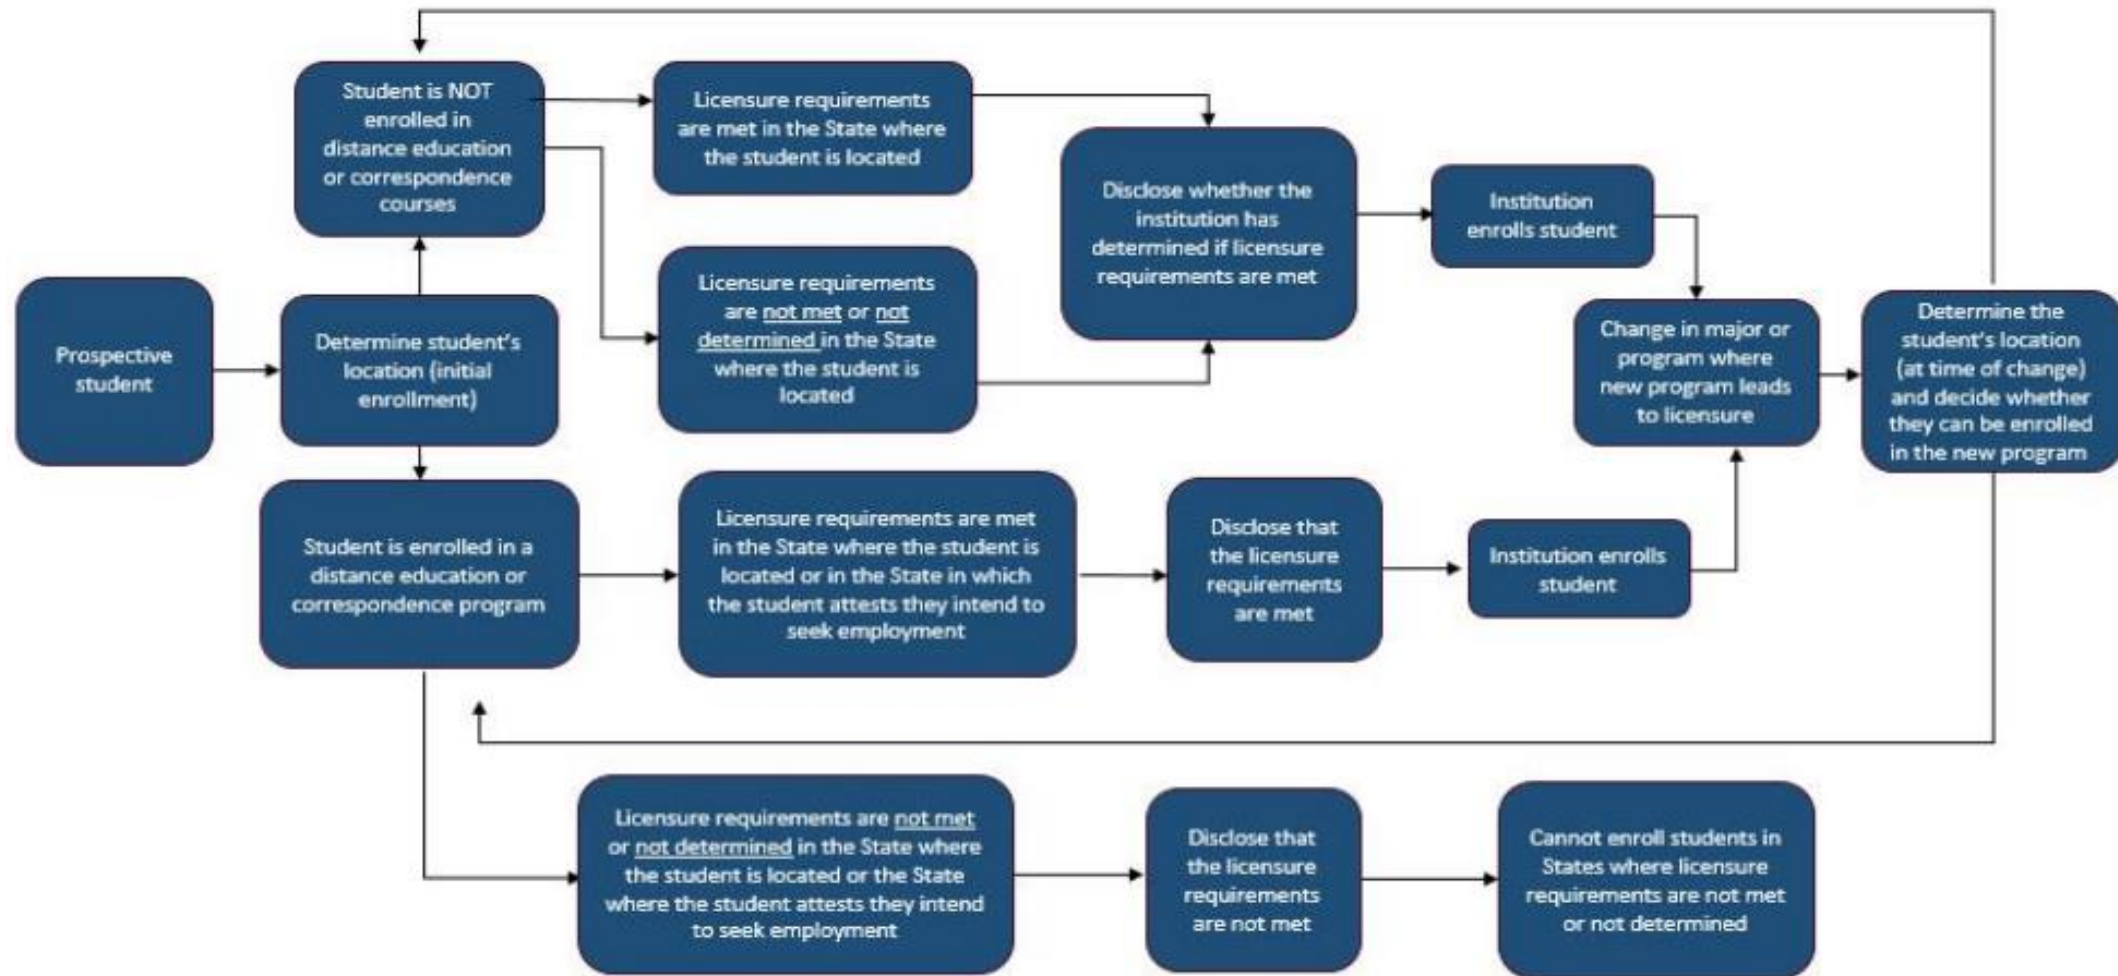 Student is NOT
enrolled in
distance education
or correspondence
courses
Licensure requirements
are met in the State where
the student is located
Licensure requirements
are not met or not
determined in the State
where the student is
located
Disclose whether the
institution has
determined if licensure
requirements are met
Institution
enrolls student
Prospective
student
Determine student's
location (initial
enrollment)
Change in major or
program where
new program leads
to licensure
Determine the
student's location
(at time of change)
and decide whether
they can be enrolled
in the new program
Student is enrolled in a
distance education or
correspondence program
Licensure requirements are met
in the State where the student is
located or in the State in which
the student attests they intend to
seek employment
Disclose that
the licensure
requirements
are met
Institution enrolls
student
Licensure requirements are not met
or not determined in the State where
the student is located or the State
where the student attests they intend
to seek employment
Disclose that
the licensure
requirements
are not met
Cannot enroll students in
States where licensure
requirements are not met
or not determined